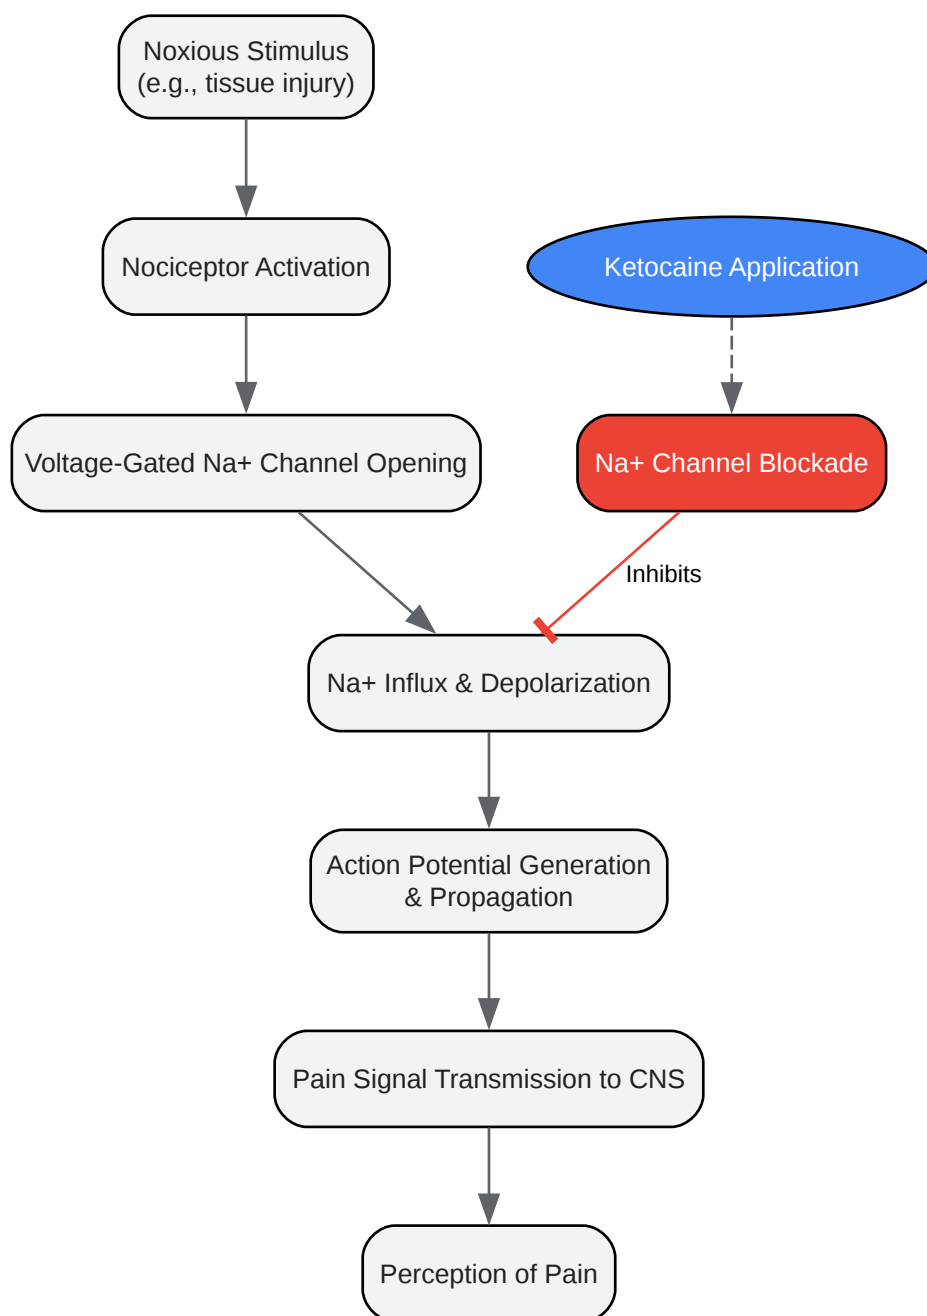 Noxious Stimulus
(e.g., tissue injury)
Nociceptor Activation
Ketocaine Application
Voltage-Gated Na+ Channel Opening
Na+ Channel Blockade
Inhibits
Na+ Influx & Depolarization
Action Potential Generation
& Propagation
Pain Signal Transmission to CNS
Perception of Pain